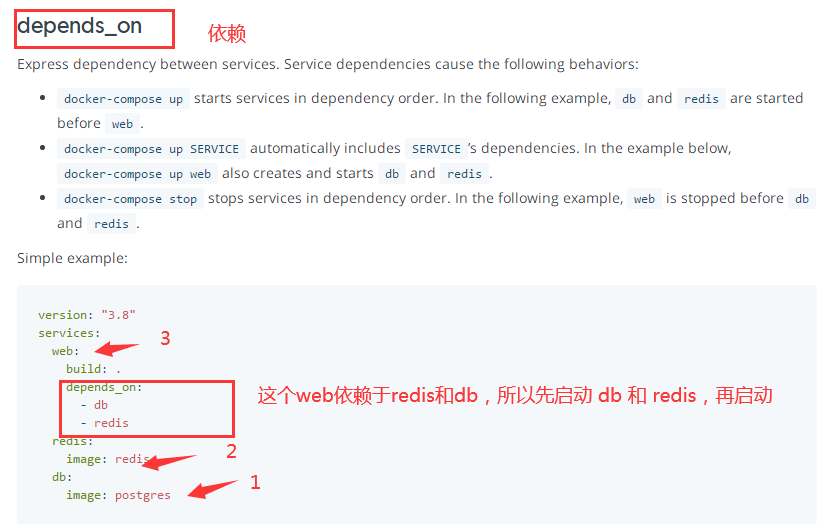 depends_on
依赖
Express dependency between services. Service dependencies cause the following behaviors:
docker-compose up starts services in dependency order. In the following example, db and redis are started
before web .
docker-compose up SERVICE automatically includes SERVICE 's dependencies. In the example below,
docker-compose up web also creates and starts db and redis .
docker-compose stop stops services in dependency order. In the following example, web is stopped before db
and redis .
Simple example:
version: "3.8"
services:
web:
3
build: .
depends_on:
- db
这个web依赖于redis和db，所以先启动 db 和 redis，再启动
- redis
redis:
2
image: redis
db:
1
image: postgres